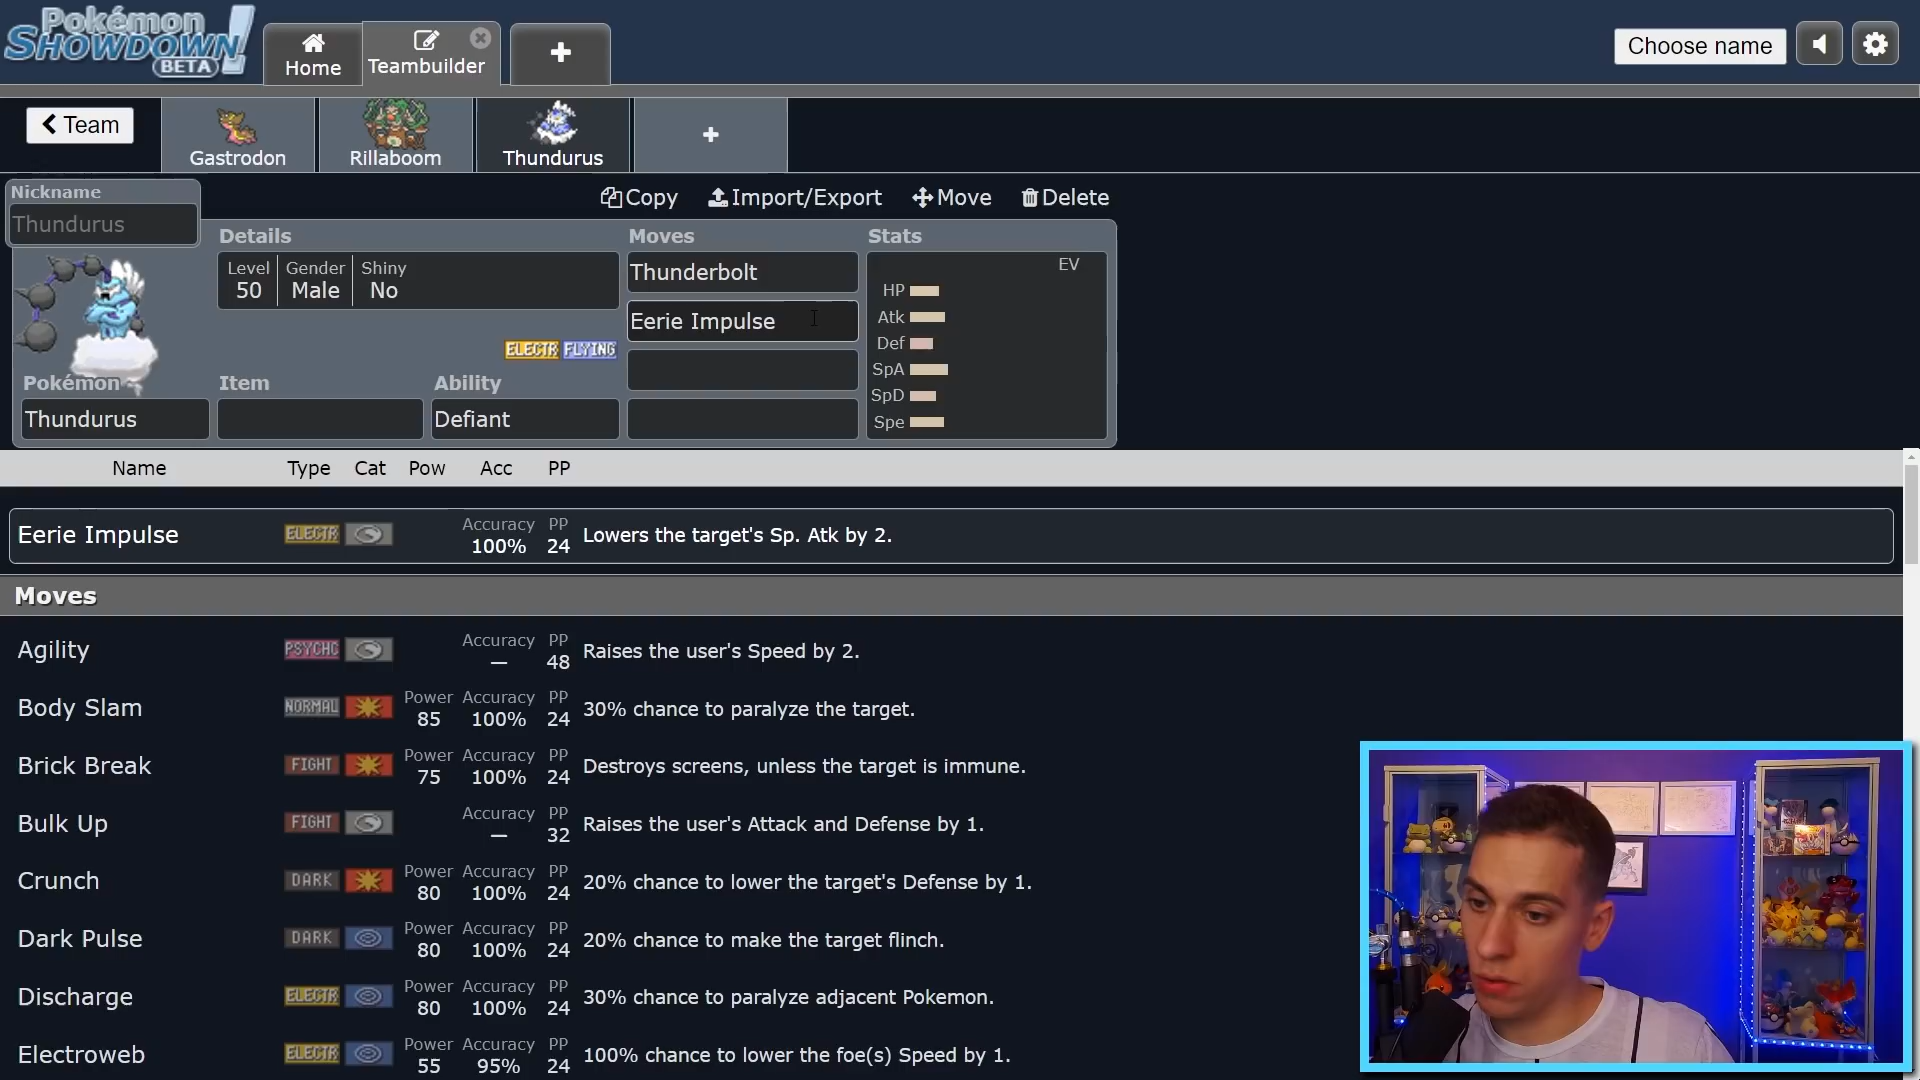 Pokémon
SHOWDOWN!
BETA
Home
Teambuilder
Choose name
Team
Gastrodon
Rillaboom
Thundurus
Nickname
Thundurus
Copy
Import/Export
Move
Delete
Details
Level
50
Gender
Male
Shiny
No
ELECTR FLYING
Pokémon
Thundurus
Item
Ability
Defiant
Moves
Thunderbolt
Eerie Impulse
Stats
EV
HP
Atk
Def
SpA
SpD
Spe
Name Type Cat Pow Acc PP
Eerie Impulse ELECTR Accuracy 100% PP 24 Lowers the target's Sp. Atk by 2.
Moves
Agility PSYCHC Accuracy — PP 48 Raises the user's Speed by 2.
Body Slam NORMAL Power 85 Accuracy 100% PP 24 30% chance to paralyze the target.
Brick Break FIGHT Power 75 Accuracy 100% PP 24 Destroys screens, unless the target is immune.
Bulk Up FIGHT Accuracy — PP 32 Raises the user's Attack and Defense by 1.
Crunch DARK Power 80 Accuracy 100% PP 24 20% chance to lower the target's Defense by 1.
Dark Pulse DARK Power 80 Accuracy 100% PP 24 20% chance to make the target flinch.
Discharge ELECTR Power 80 Accuracy 100% PP 24 30% chance to paralyze adjacent Pokemon.
Electroweb ELECTR Power 55 Accuracy 95% PP 24 100% chance to lower the foe(s) Speed by 1.